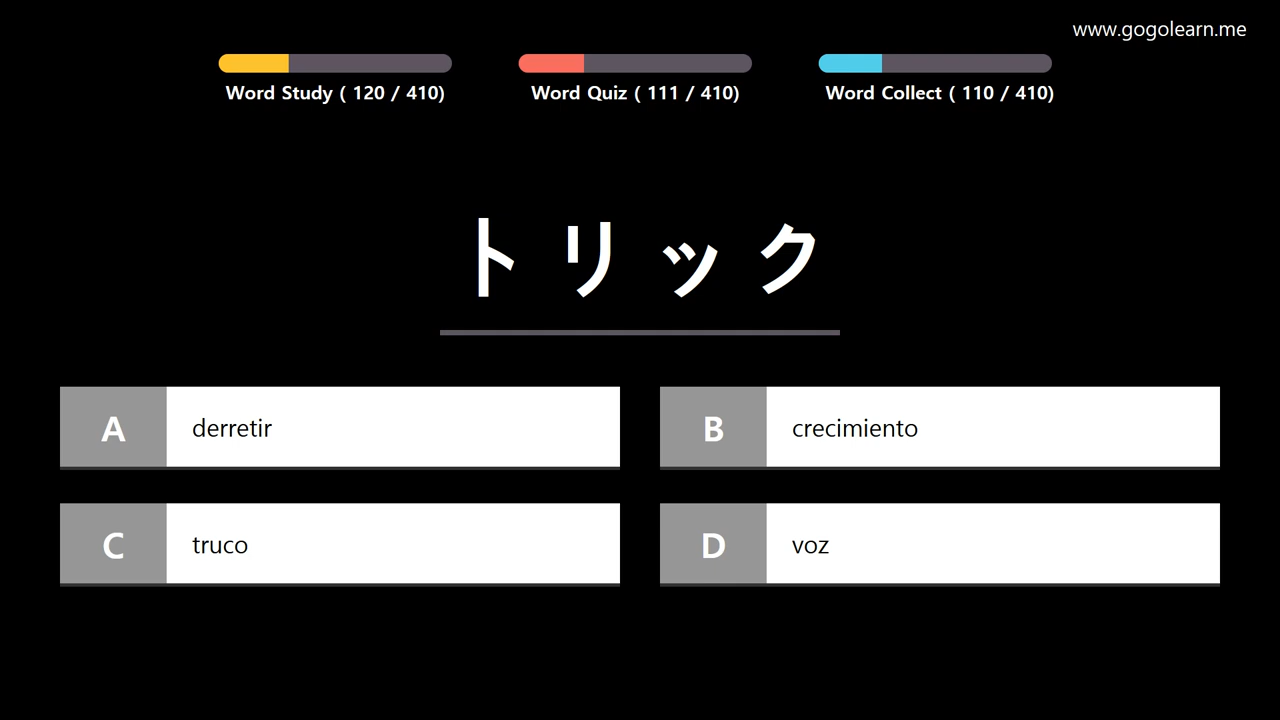 www.gogolearn.me
Word Study ( 120 / 410)
Word Quiz ( 111 / 410)
Word Collect ( 110 / 410)
トリック
A derretir
B crecimiento
C truco
D voz